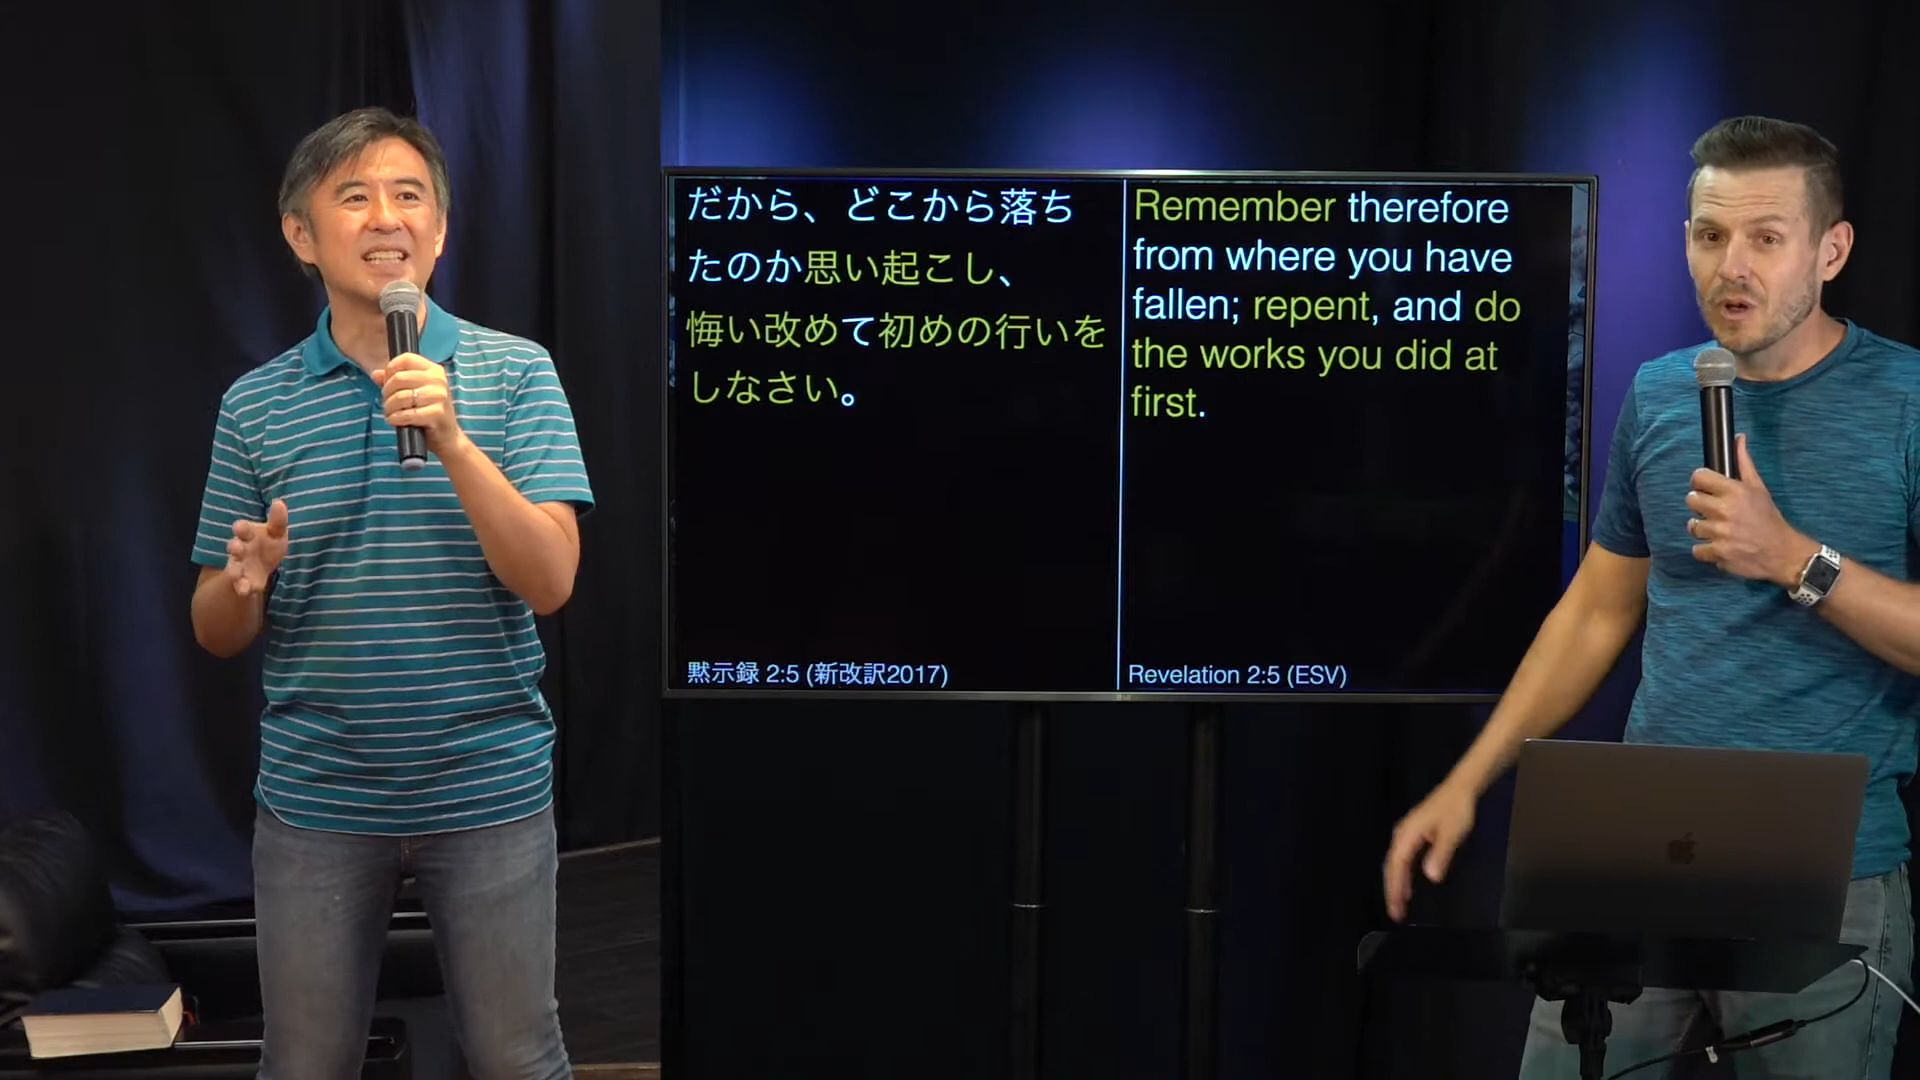 だから、どこから落ち
たのか思い起こし、
悔い改めて初めの行いを
しなさい。
黙示録 2:5 (新改訳2017)
Remember therefore
from where you have
fallen; repent, and do
the works you did at
first.
Revelation 2:5 (ESV)